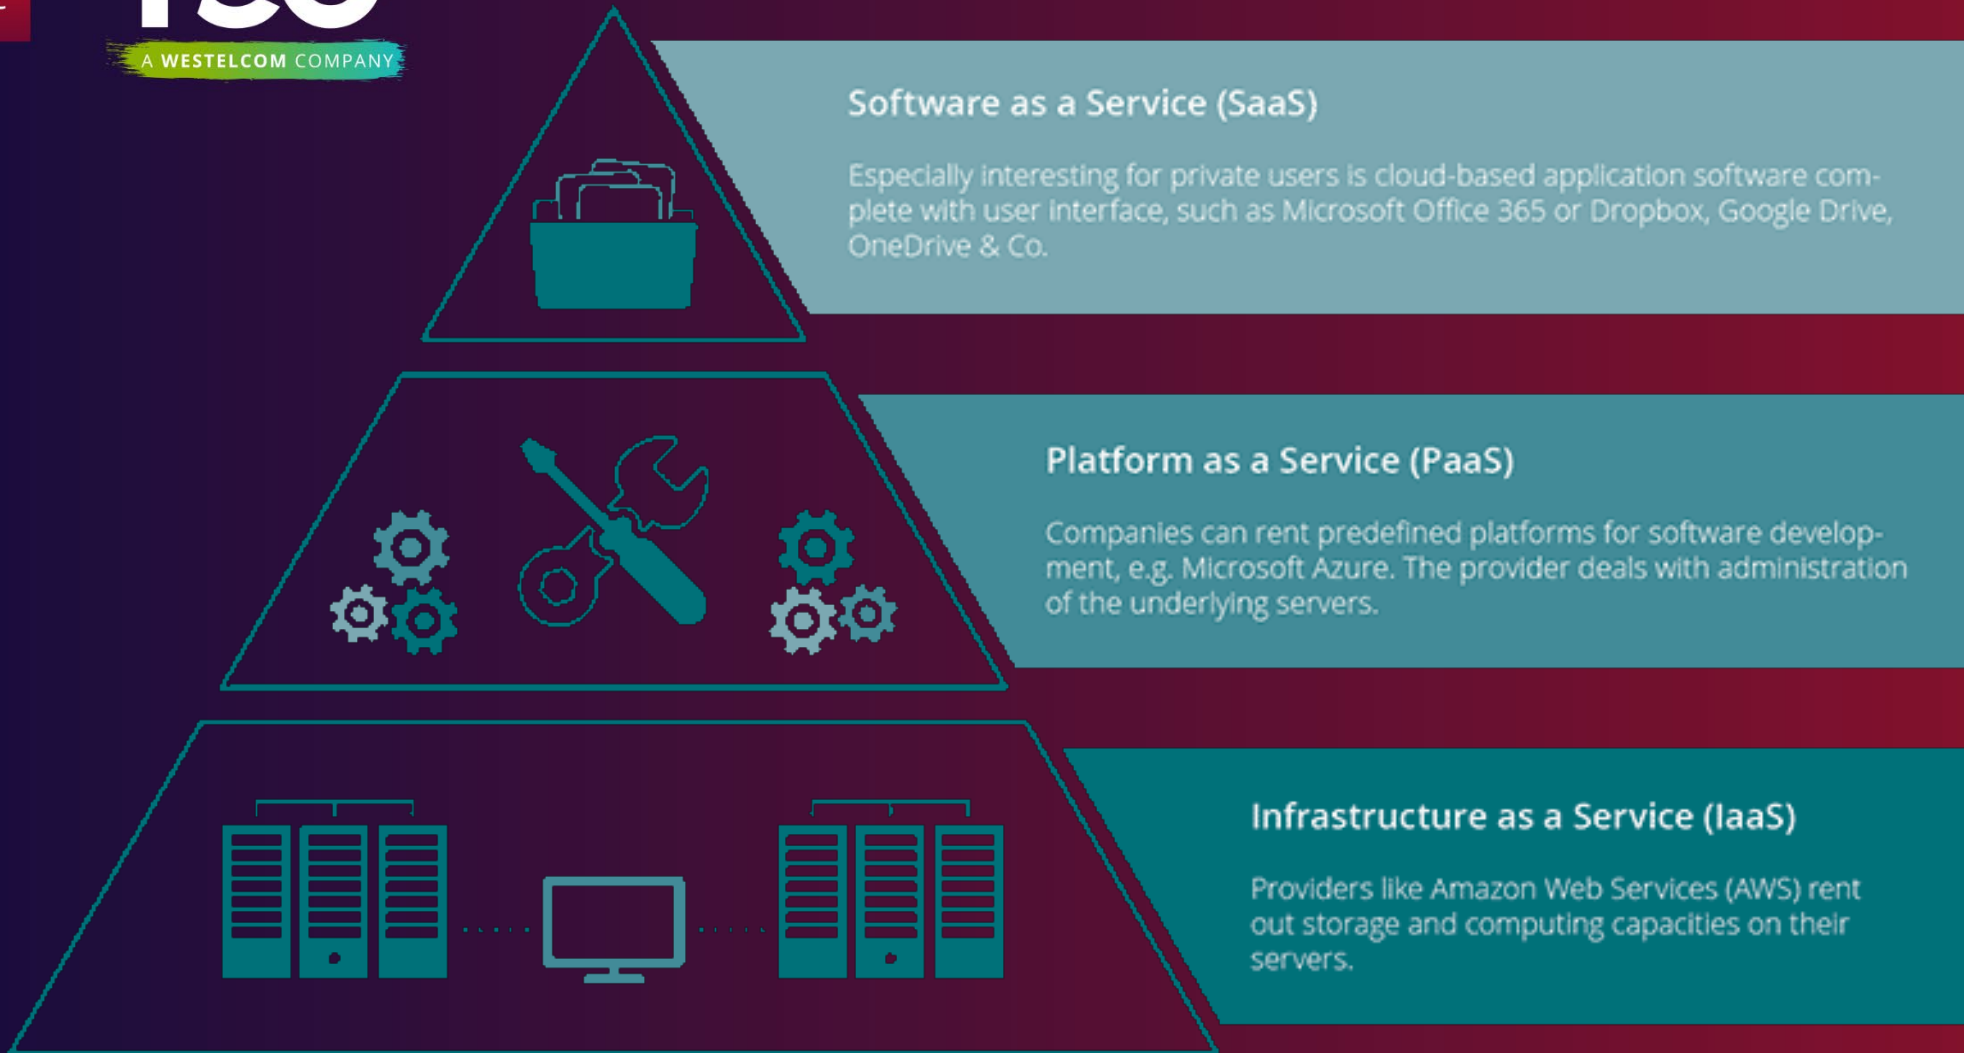 A WESTELCOM COMPANY
Software as a Service (SaaS)
Especially interesting for private users is cloud-based application software com-
plete with user interface, such as Microsoft Office 365 or Dropbox, Google Drive,
OneDrive & Co.
Platform as a Service (PaaS)
Companies can rent predefined platforms for software develop-
ment, e.g. Microsoft Azure. The provider deals with administration
of the underlying servers.
Infrastructure as a Service (IaaS)
Providers like Amazon Web Services (AWS) rent
out storage and computing capacities on their
servers.